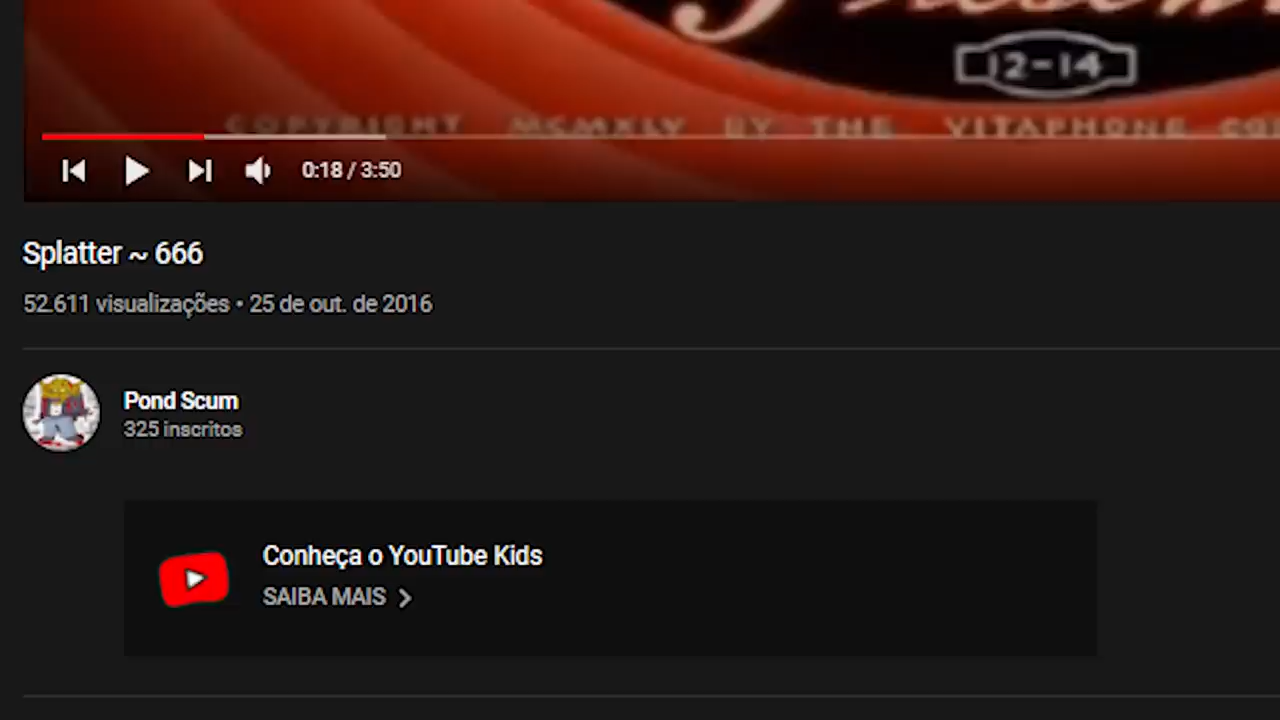 12-14
COPYRIGHT MCMXLV BY THE VITAPHONE
0:18 / 3:50
Splatter ~ 666
52.611 visualizações • 25 de out. de 2016
Pond Scum
325 inscritos
Conheça o YouTube Kids
SAIBA MAIS